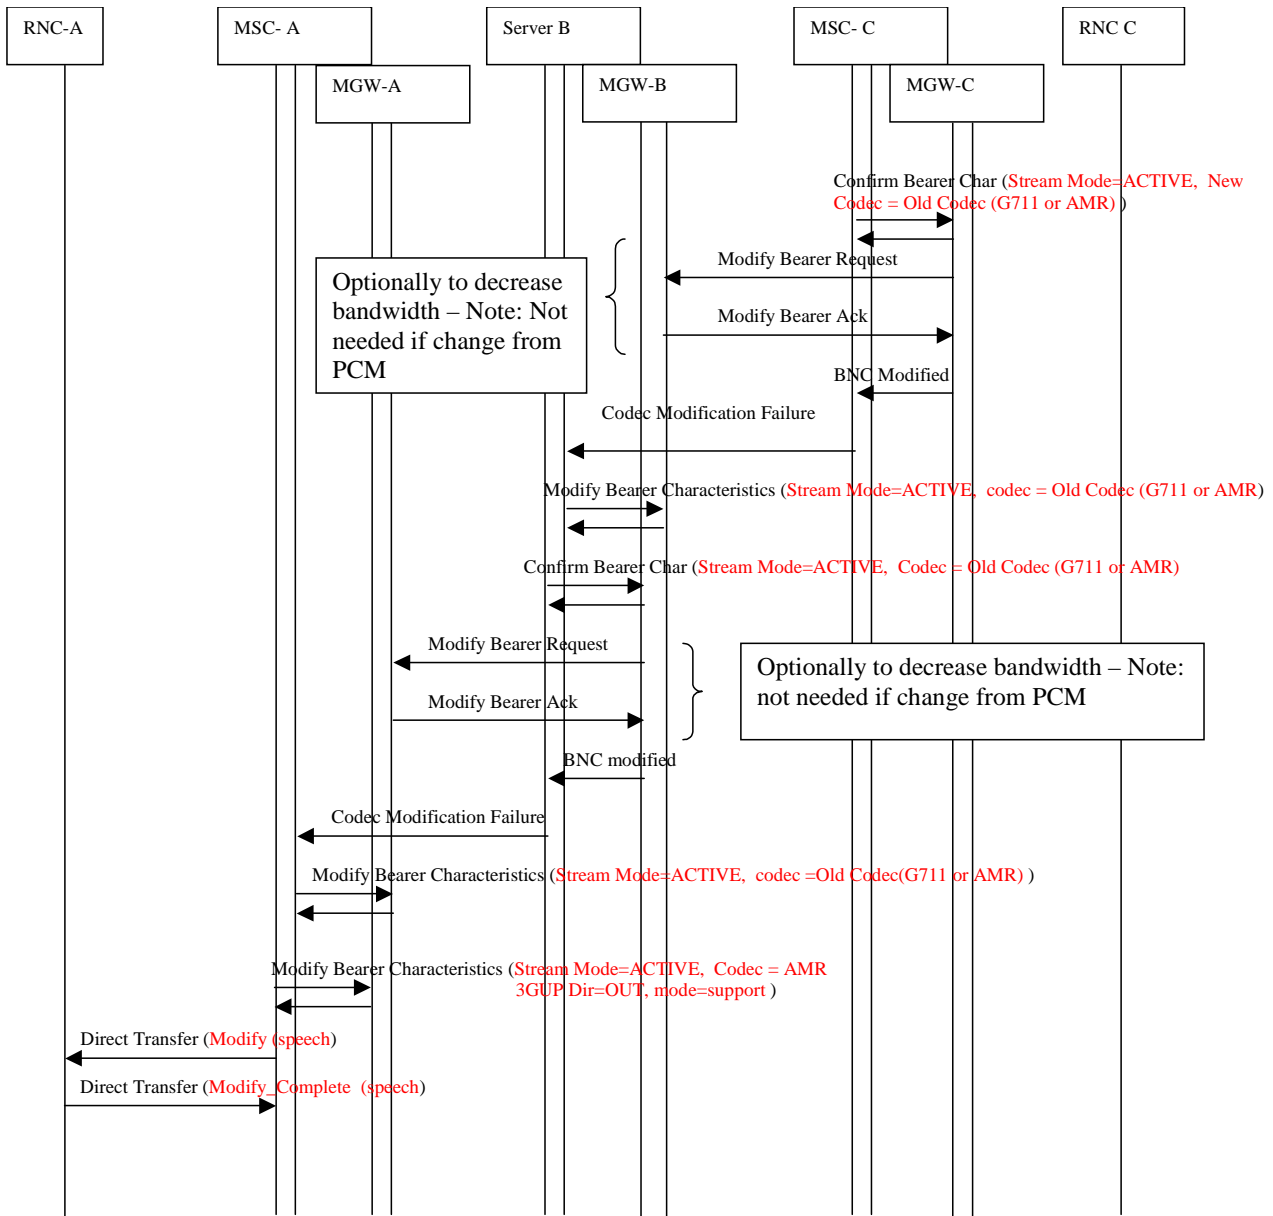 RNC-A
MSC- A
Server B
MSC- C
RNC C
MGW-A
MGW-B
MGW-C
Confirm Bearer Char (Stream Mode=ACTIVE,  New
Codec = Old Codec (G711 or AMR) )
Modify Bearer Request
Optionally to decrease
bandwidth – Note: Not
needed if change from
PCM
Modify Bearer Ack
BNC Modified
Codec Modification Failure
Modify Bearer Characteristics (Stream Mode=ACTIVE,  codec = Old Codec (G711 or AMR)
Confirm Bearer Char (Stream Mode=ACTIVE,  Codec = Old Codec (G711 or AMR)
Modify Bearer Request
Optionally to decrease bandwidth – Note:
not needed if change from PCM
Modify Bearer Ack
BNC modified
Codec Modification Failure
Modify Bearer Characteristics (Stream Mode=ACTIVE,  codec =Old Codec(G711 or AMR) )
Modify Bearer Characteristics (Stream Mode=ACTIVE,  Codec = AMR
3GUP Dir=OUT, mode=support )
Direct Transfer (Modify (speech)
Direct Transfer (Modify_Complete  (speech)